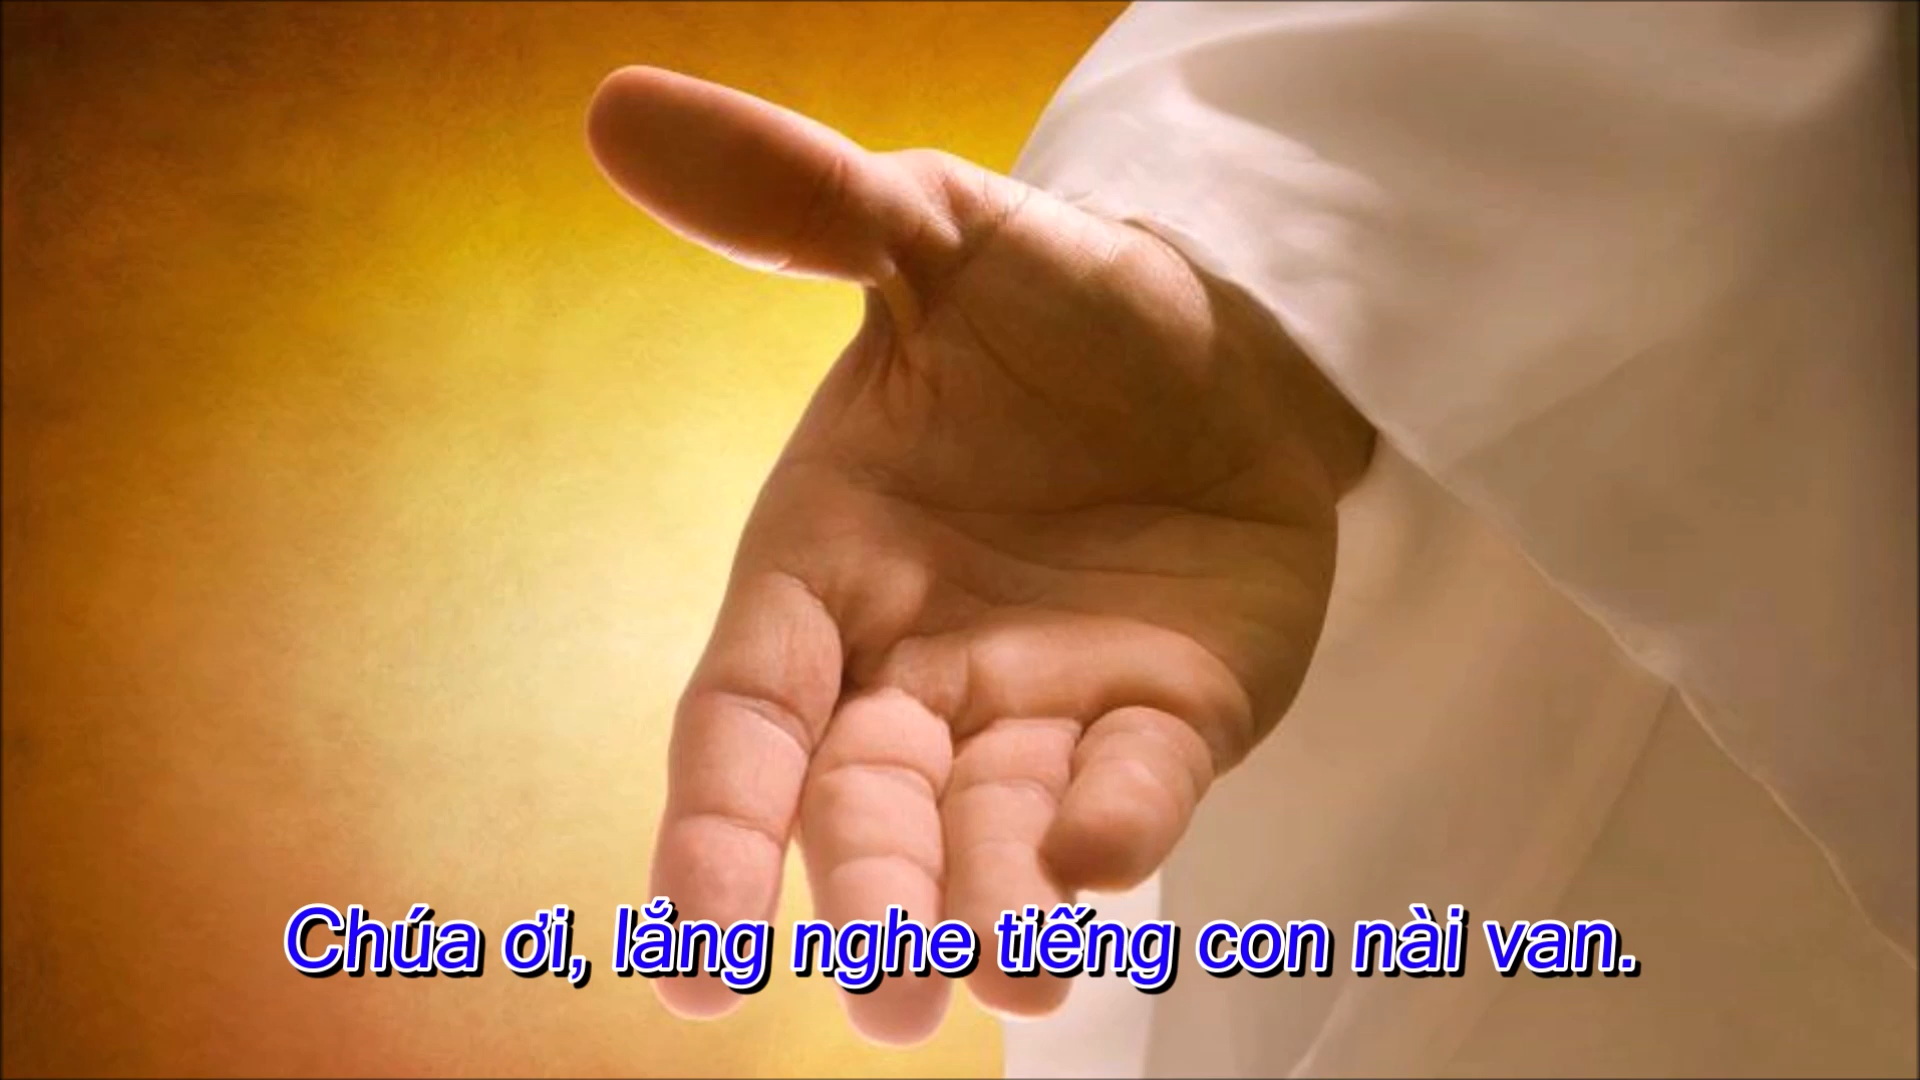 Chúa ơi, lắng nghe tiếng con nài van.